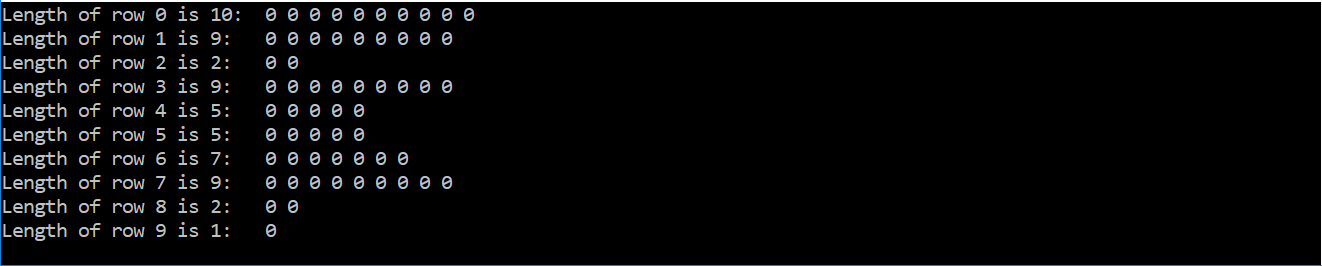 Length of row 0 is 10:  0 0 0 0 0 0 0 0 0 0
Length of row 1 is 9:   0 0 0 0 0 0 0 0 0
Length of row 2 is 2:   0 0
Length of row 3 is 9:   0 0 0 0 0 0 0 0 0
Length of row 4 is 5:   0 0 0 0 0
Length of row 5 is 5:   0 0 0 0 0
Length of row 6 is 7:   0 0 0 0 0 0 0
Length of row 7 is 9:   0 0 0 0 0 0 0 0 0
Length of row 8 is 2:   0 0
Length of row 9 is 1:   0